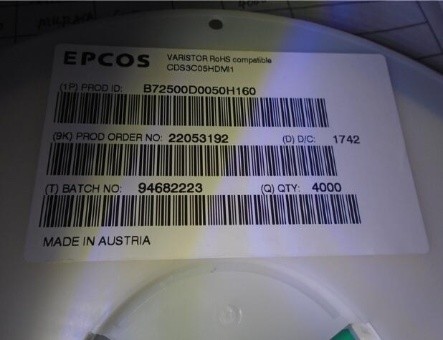 EPCOS VARISTOR RoHS compatible
CDS3C05HDMI1
(1P) PROD ID: B72500D0050H160
(9K) PROD ORDER NO: 22053192 (D) D/C: 1742
(T) BATCH NO: 94682223 (Q) QTY: 4000
MADE IN AUSTRIA